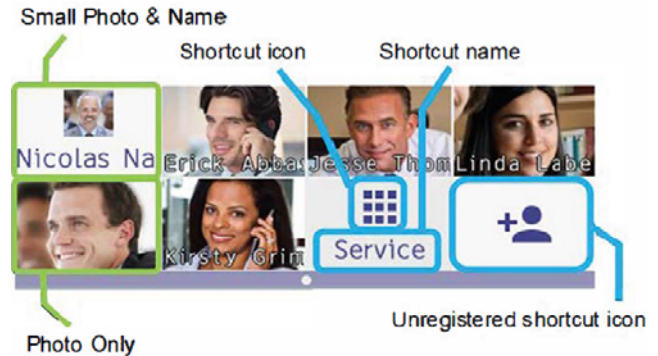 Small Photo & Name
Shortcut icon
Shortcut name
Nicolas Na
Erick Abba
Jesse Thom
Linda Labe
Kirsty Grim
Service
Unregistered shortcut icon
Photo Only